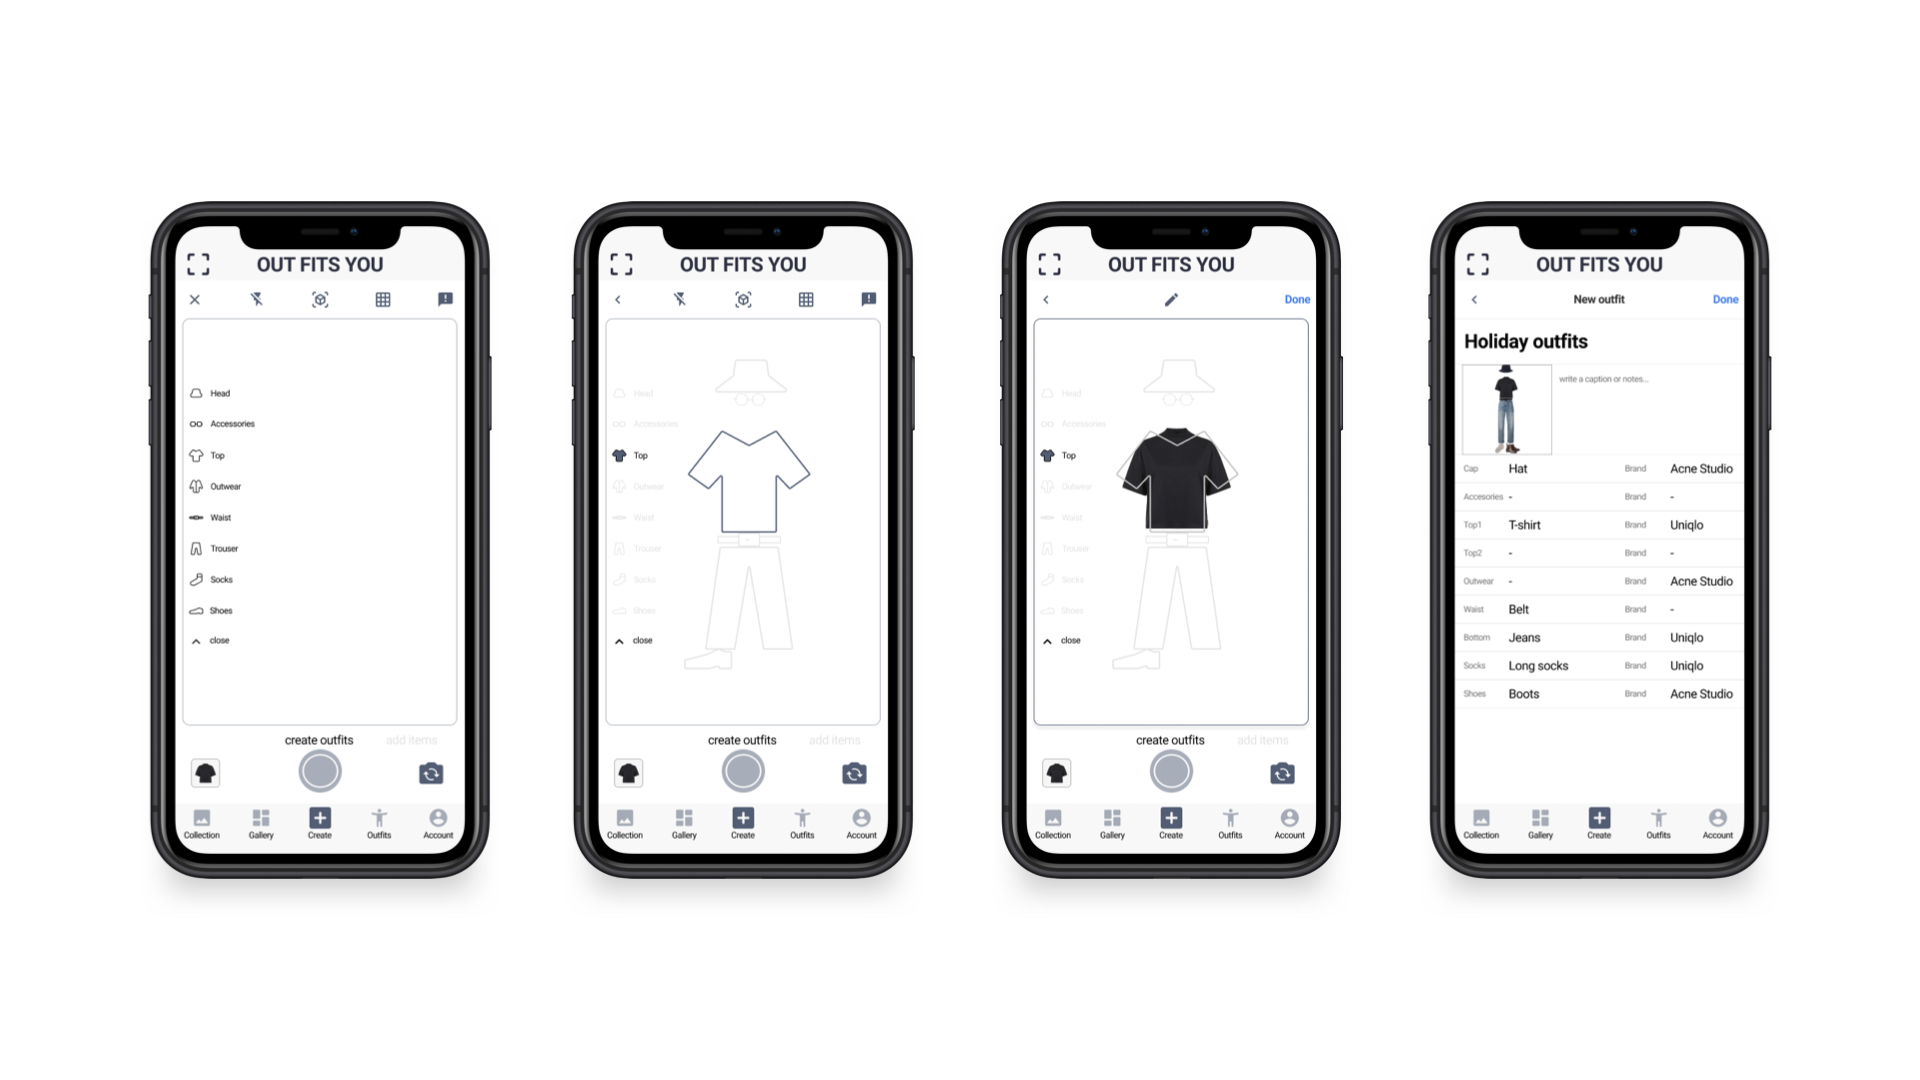 OUT FITS YOU
Head
Accessories
Top
Outwear
Waist
Trouser
Socks
Shoes
close
create outfits add items
Collection Gallery Create Outfits Account
OUT FITS YOU
Head
Accessories
Top
Outwear
Waist
Trouser
Socks
Shoes
close
create outfits add items
Collection Gallery Create Outfits Account
OUT FITS YOU
Done
Head
Accessories
Top
Outwear
Waist
Trouser
Socks
Shoes
close
create outfits add items
Collection Gallery Create Outfits Account
OUT FITS YOU
New outfit Done
Holiday outfits
write a caption or notes...
Cap Hat Brand Acne Studio
Accesories - Brand -
Top1 T-shirt Brand Uniqlo
Top2 - Brand -
Outwear - Brand Acne Studio
Waist Belt Brand -
Bottom Jeans Brand Uniqlo
Socks Long socks Brand Uniqlo
Shoes Boots Brand Acne Studio
Collection Gallery Create Outfits Account